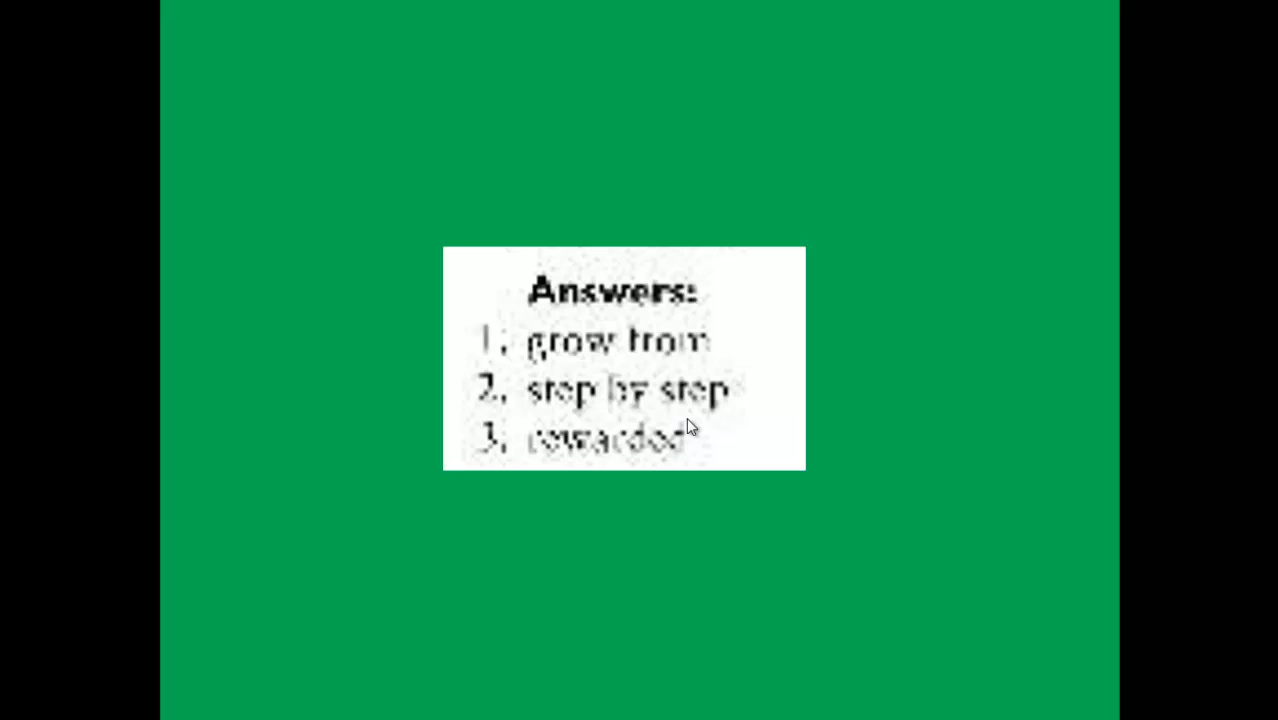 Answers:
1. grow from
2. step by step
3. rewarded